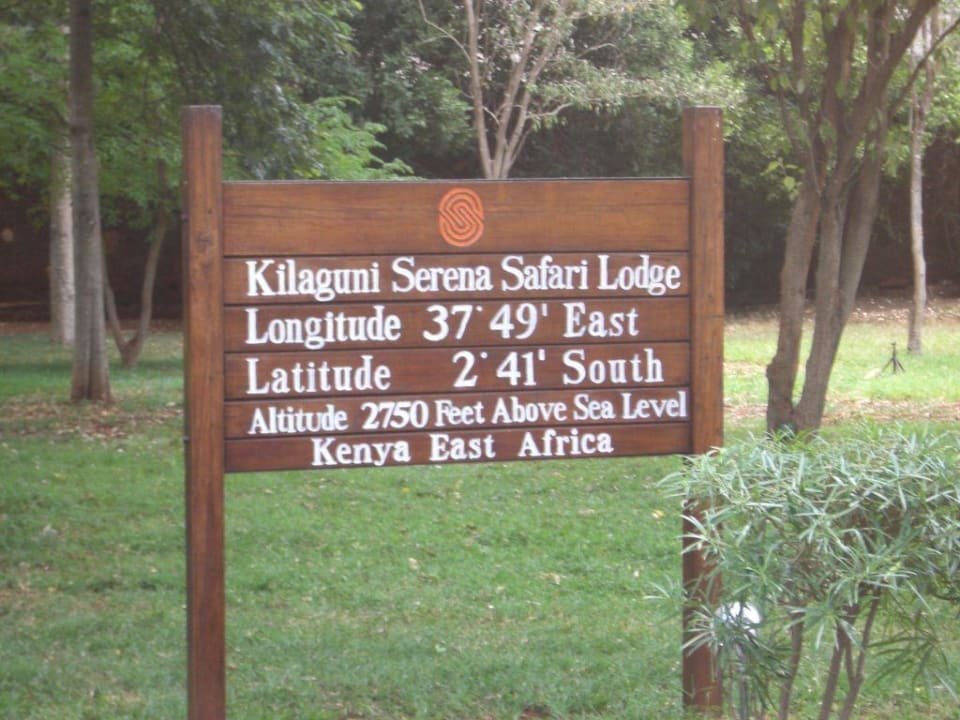 Kilaguni Serena Safari Lodge
Longitude 37° 49' East
Latitude 2° 41' South
Altitude 2750 Feet Above Sea Level
Kenya East Africa